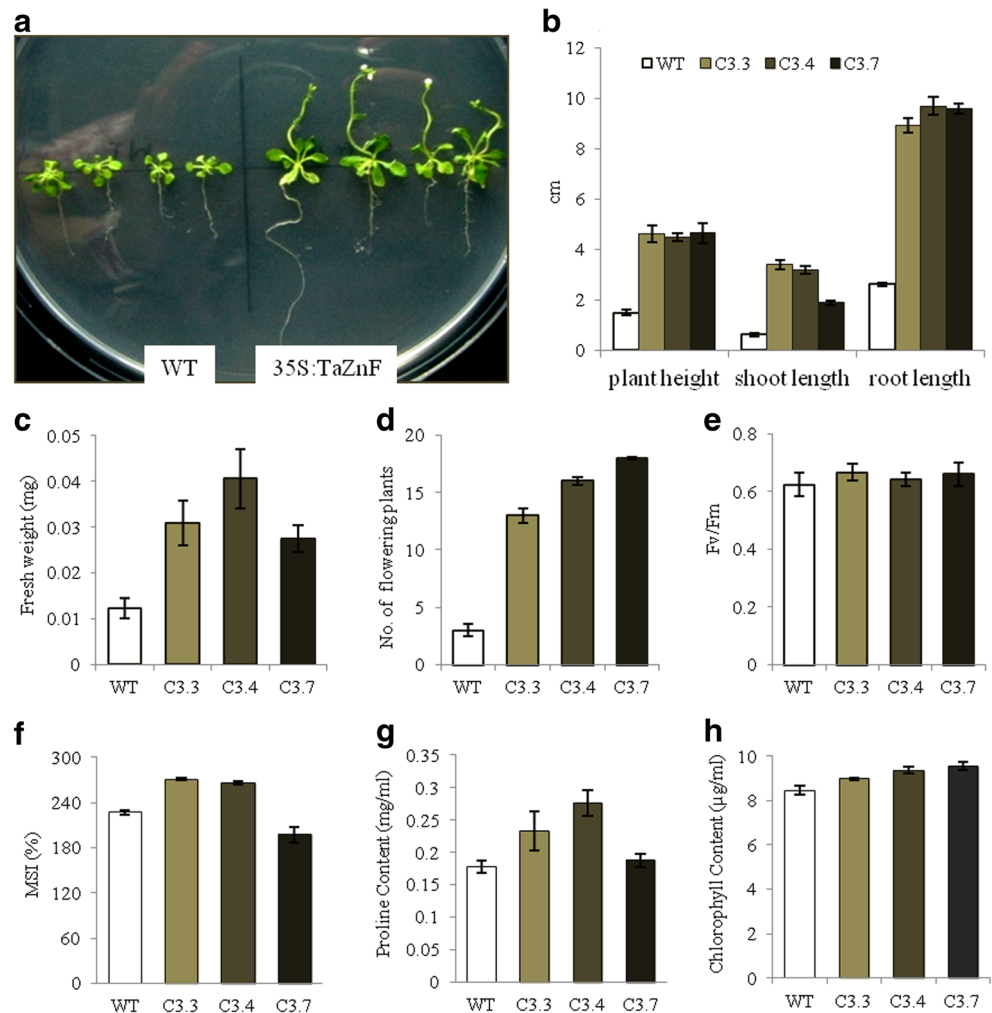 a
WT
35S:TaZnF
b
12
10
8
6
4
2
0
cm
WT C3.3 C3.4 C3.7
plant height shoot length root length
c
0.05
0.04
0.03
0.02
0.01
0
Fresh weight (mg)
WT C3.3 C3.4 C3.7
d
20
15
10
5
0
No. of flowering plants
WT C3.3 C3.4 C3.7
e
0.8
0.6
0.4
0.2
0
Fv/Fm
WT C3.3 C3.4 C3.7
f
300
240
180
120
60
0
MSI (%)
WT C3.3 C3.4 C3.7
g
0.35
0.3
0.25
0.2
0.15
0.1
0.05
0
Proline Content (mg/ml)
WT C3.3 C3.4 C3.7
h
10
8
6
4
2
0
Chlorophyll Content (µg/ml)
WT C3.3 C3.4 C3.7